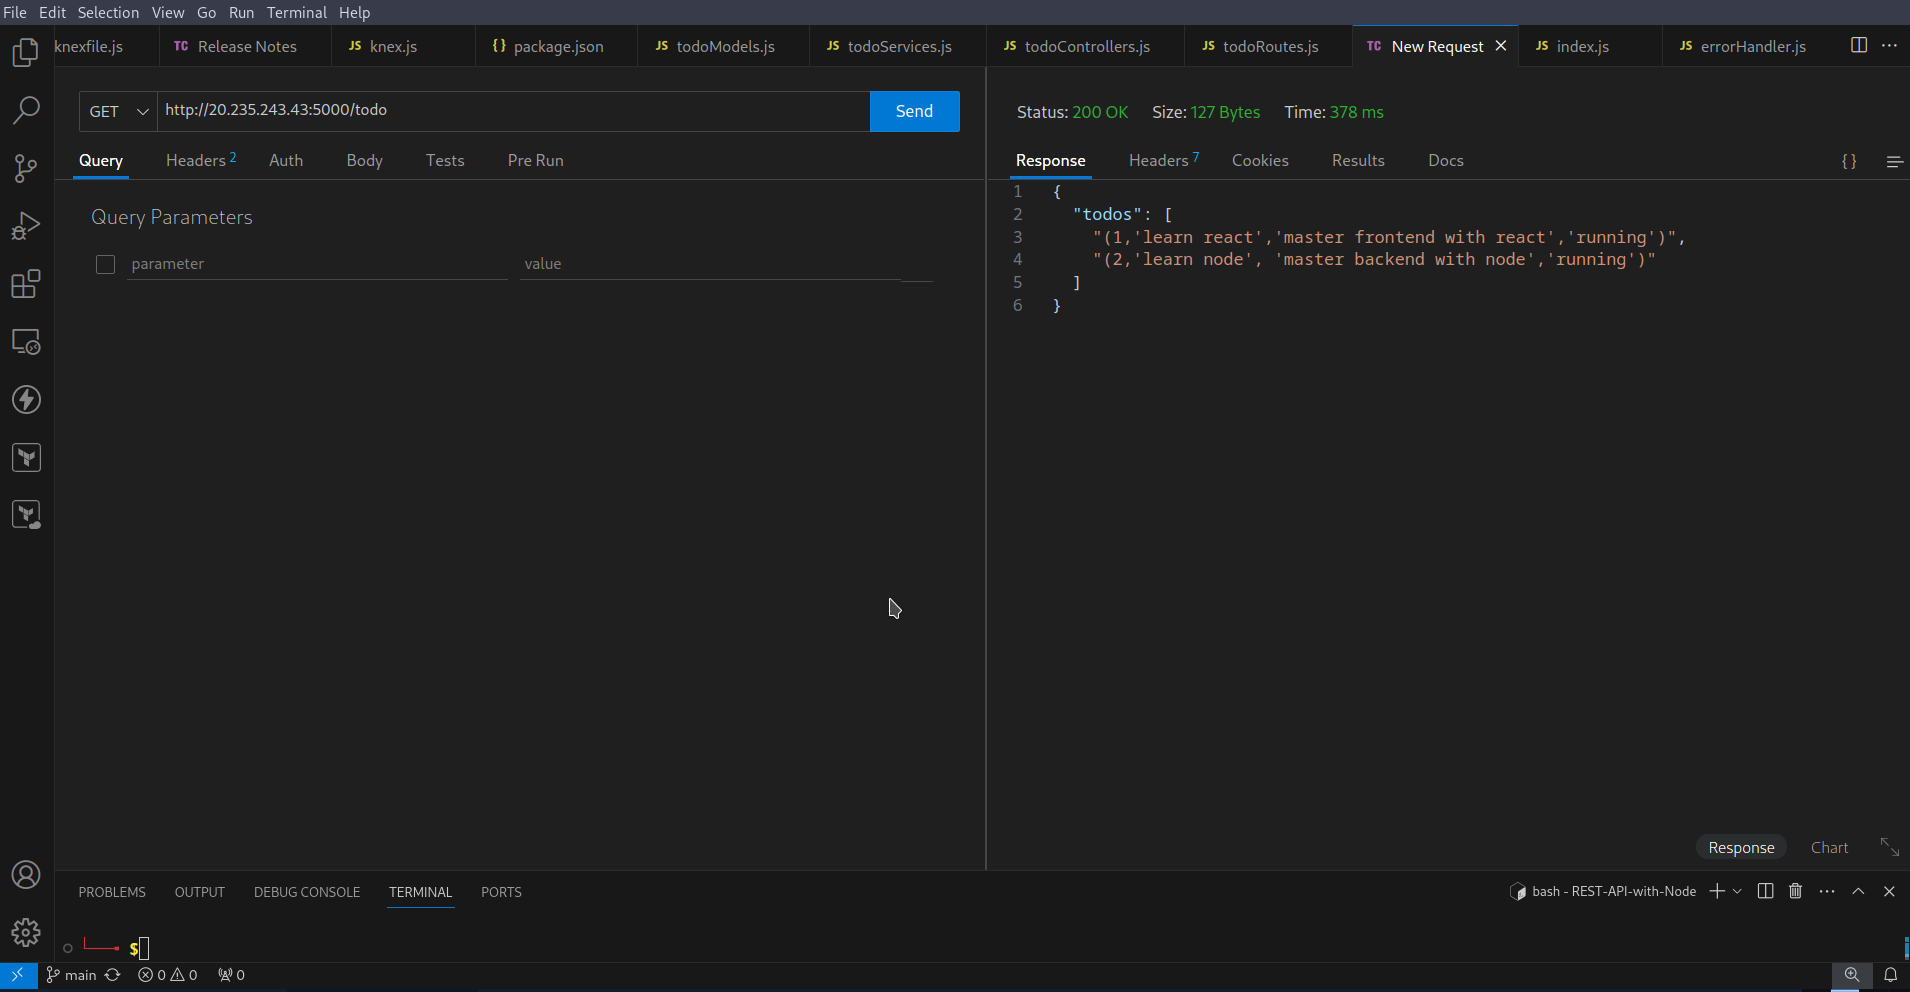 File Edit Selection View Go Run Terminal Help
knexfile.js TC Release Notes JS knex.js {} package.json JS todoModels.js JS todoServices.js JS todoControllers.js JS todoRoutes.js TC New Request JS index.js JS errorHandler.js
GET http://20.235.243.43:5000/todo Send
Query Headers 2 Auth Body Tests Pre Run
Query Parameters
parameter value
Status: 200 OK Size: 127 Bytes Time: 378 ms
Response Headers 7 Cookies Results Docs {}
1 {
2 "todos": [
3 "(1,'learn react','master frontend with react','running')",
4 "(2,'learn node', 'master backend with node','running')"
5 ]
6 }
Response Chart
PROBLEMS OUTPUT DEBUG CONSOLE TERMINAL PORTS bash - REST-API-with-Node
$
main 0 0 0